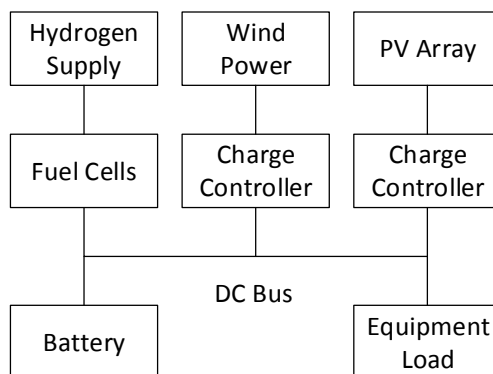 Hydrogen
Supply
Wind
Power
PV Array
Fuel Cells
Charge
Controller
Charge
Controller
DC Bus
Battery
Equipment
Load